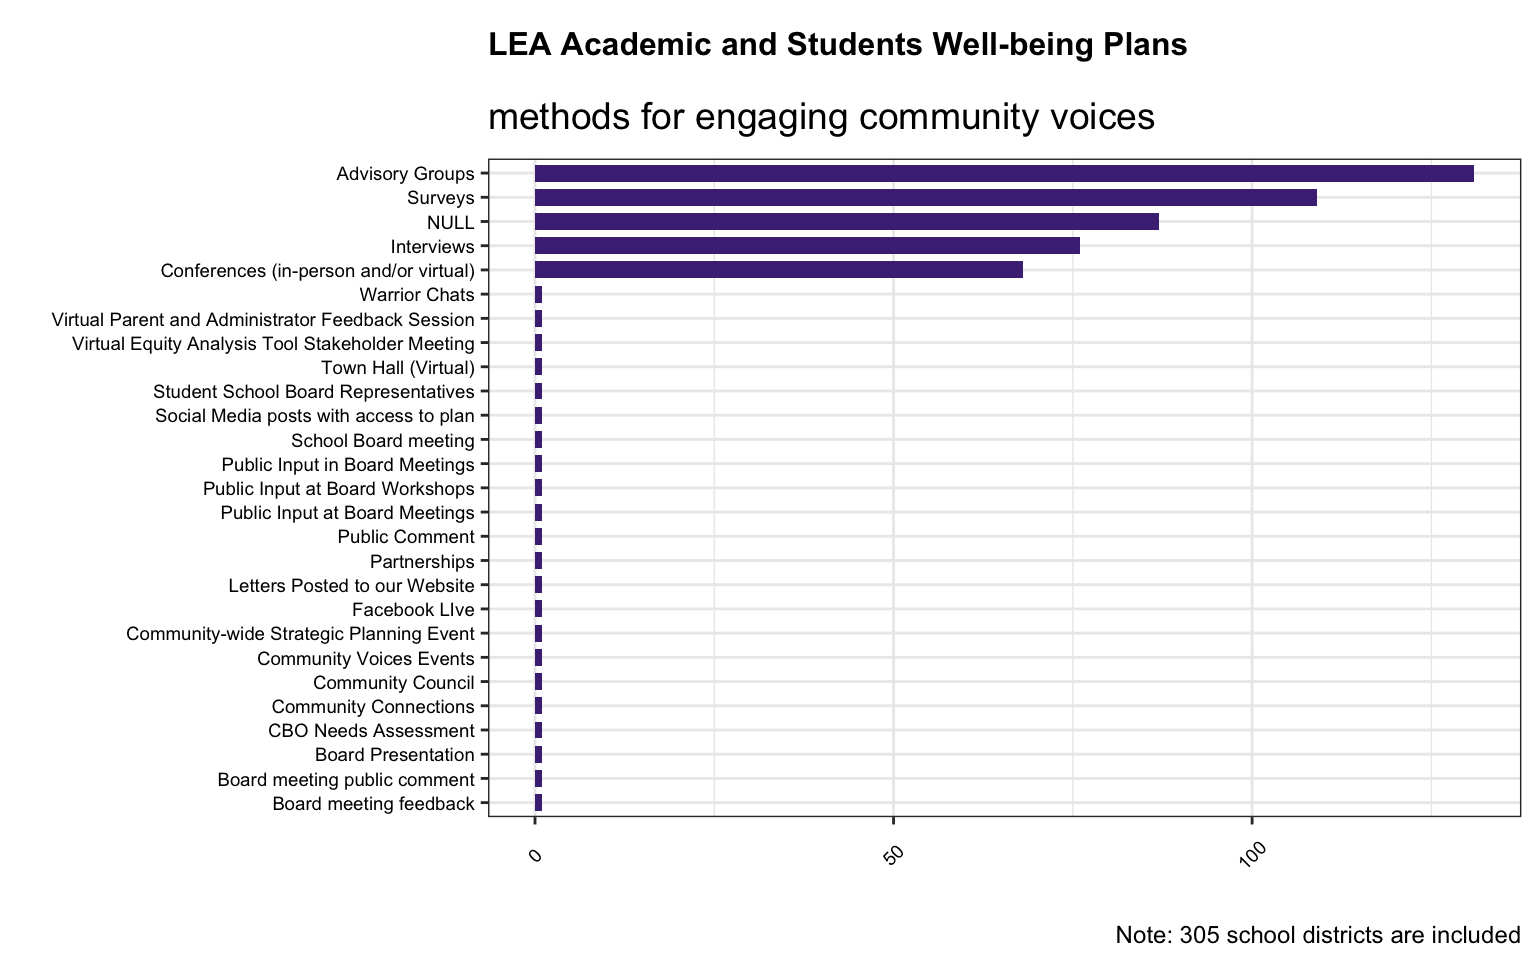 LEA Academic and Students Well-being Plans
methods for engaging community voices
Advisory Groups
Surveys
NULL
Interviews
Conferences (in-person and/or virtual)
Warrior Chats
Virtual Parent and Administrator Feedback Session
Virtual Equity Analysis Tool Stakeholder Meeting
Town Hall (Virtual)
Student School Board Representatives
Social Media posts with access to plan
School Board meeting
Public Input in Board Meetings
Public Input at Board Workshops
Public Input at Board Meetings
Public Comment
Partnerships
Letters Posted to our Website
Facebook LIve
Community-wide Strategic Planning Event
Community Voices Events
Community Council
Community Connections
CBO Needs Assessment
Board Presentation
Board meeting public comment
Board meeting feedback
0 50 100
Note: 305 school districts are included